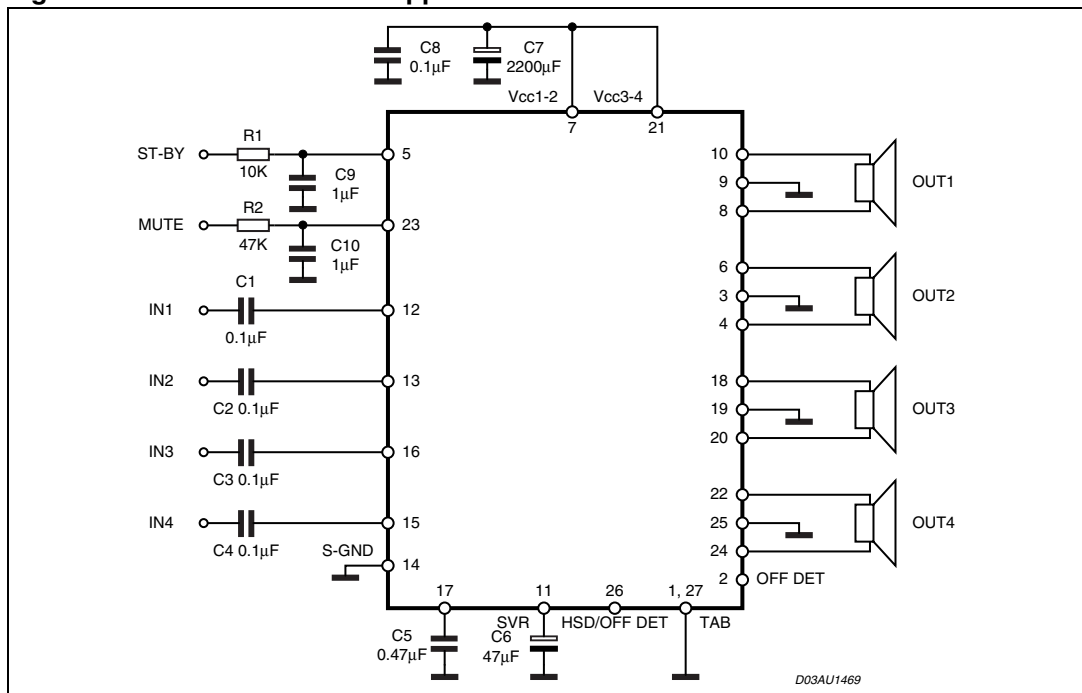 C8
0.1μF
C7
2200μF
Vcc1-2
Vcc3-4
7
21
ST-BY
R1
10K
5
C9
1μF
MUTE
R2
47K
23
C10
1μF
IN1
C1
0.1μF
12
IN2
C2 0.1μF
13
IN3
C3 0.1μF
16
IN4
C4 0.1μF
15
S-GND
14
10
9
8
OUT1
6
3
4
OUT2
18
19
20
OUT3
22
25
24
OUT4
2
OFF DET
17
11
26
1, 27
SVR
HSD/OFF DET
TAB
C5
0.47μF
C6
47μF
D03AU1469